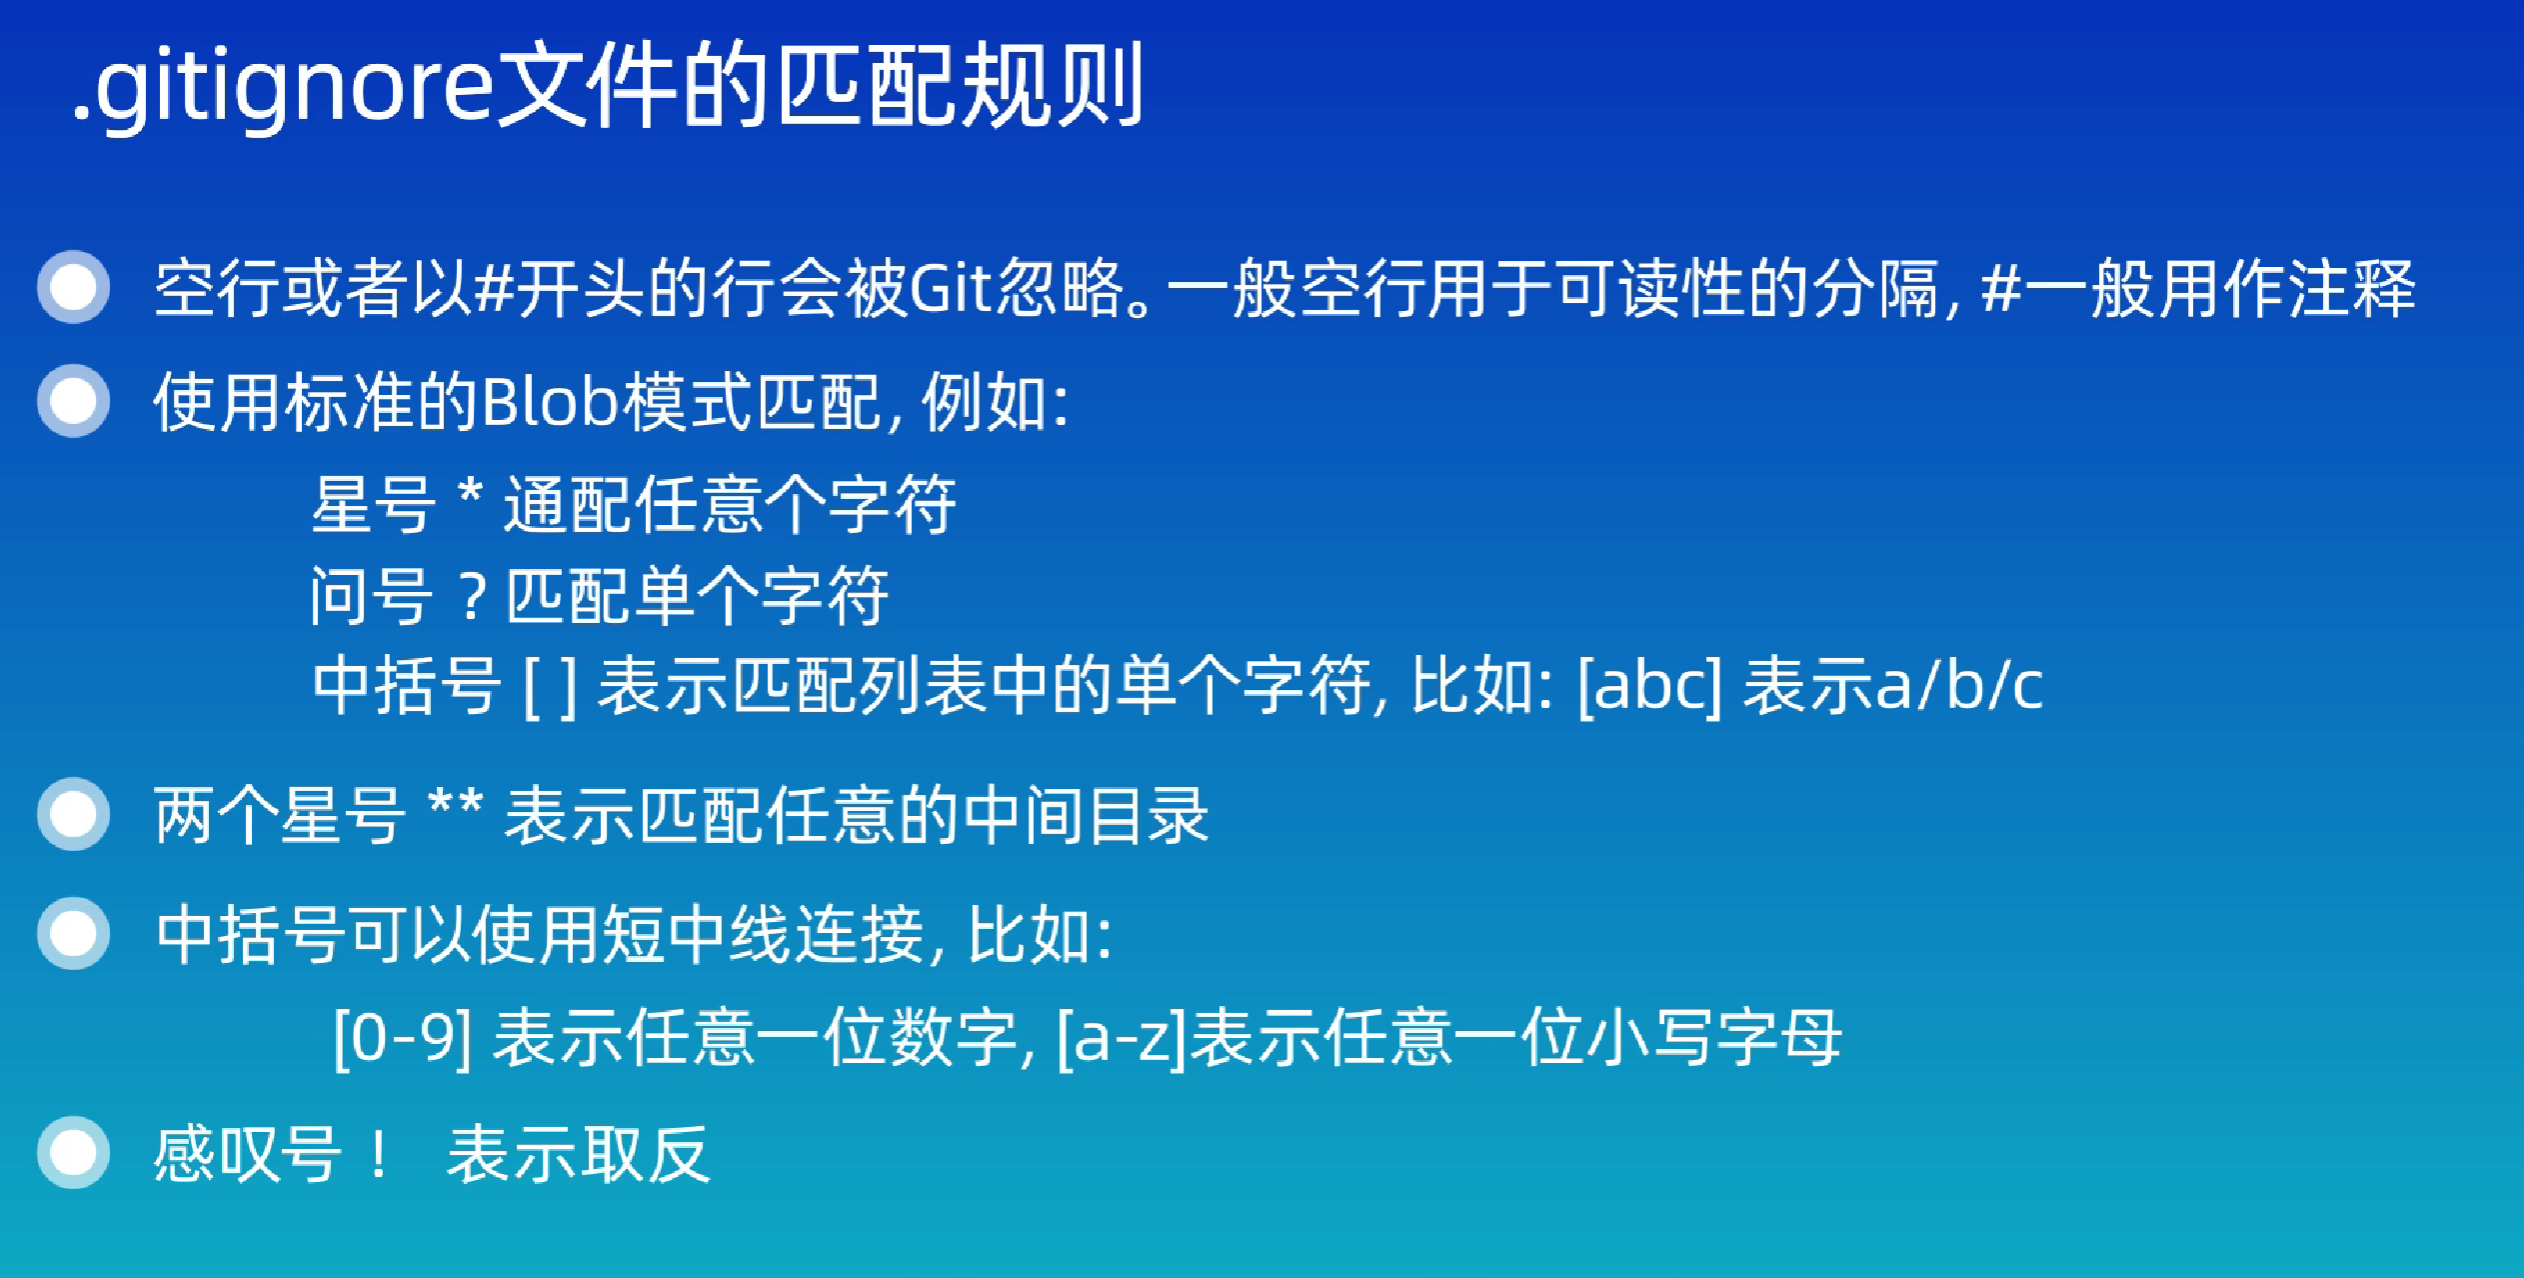 .gitignore文件的匹配规则
空行或者以#开头的行会被Git忽略。一般空行用于可读性的分隔, #一般用作注释
使用标准的Blob模式匹配, 例如:
星号 * 通配任意个字符
问号 ? 匹配单个字符
中括号 [ ] 表示匹配列表中的单个字符, 比如: [abc] 表示a/b/c
两个星号 ** 表示匹配任意的中间目录
中括号可以使用短中线连接, 比如:
[0-9] 表示任意一位数字, [a-z]表示任意一位小写字母
感叹号 ! 表示取反